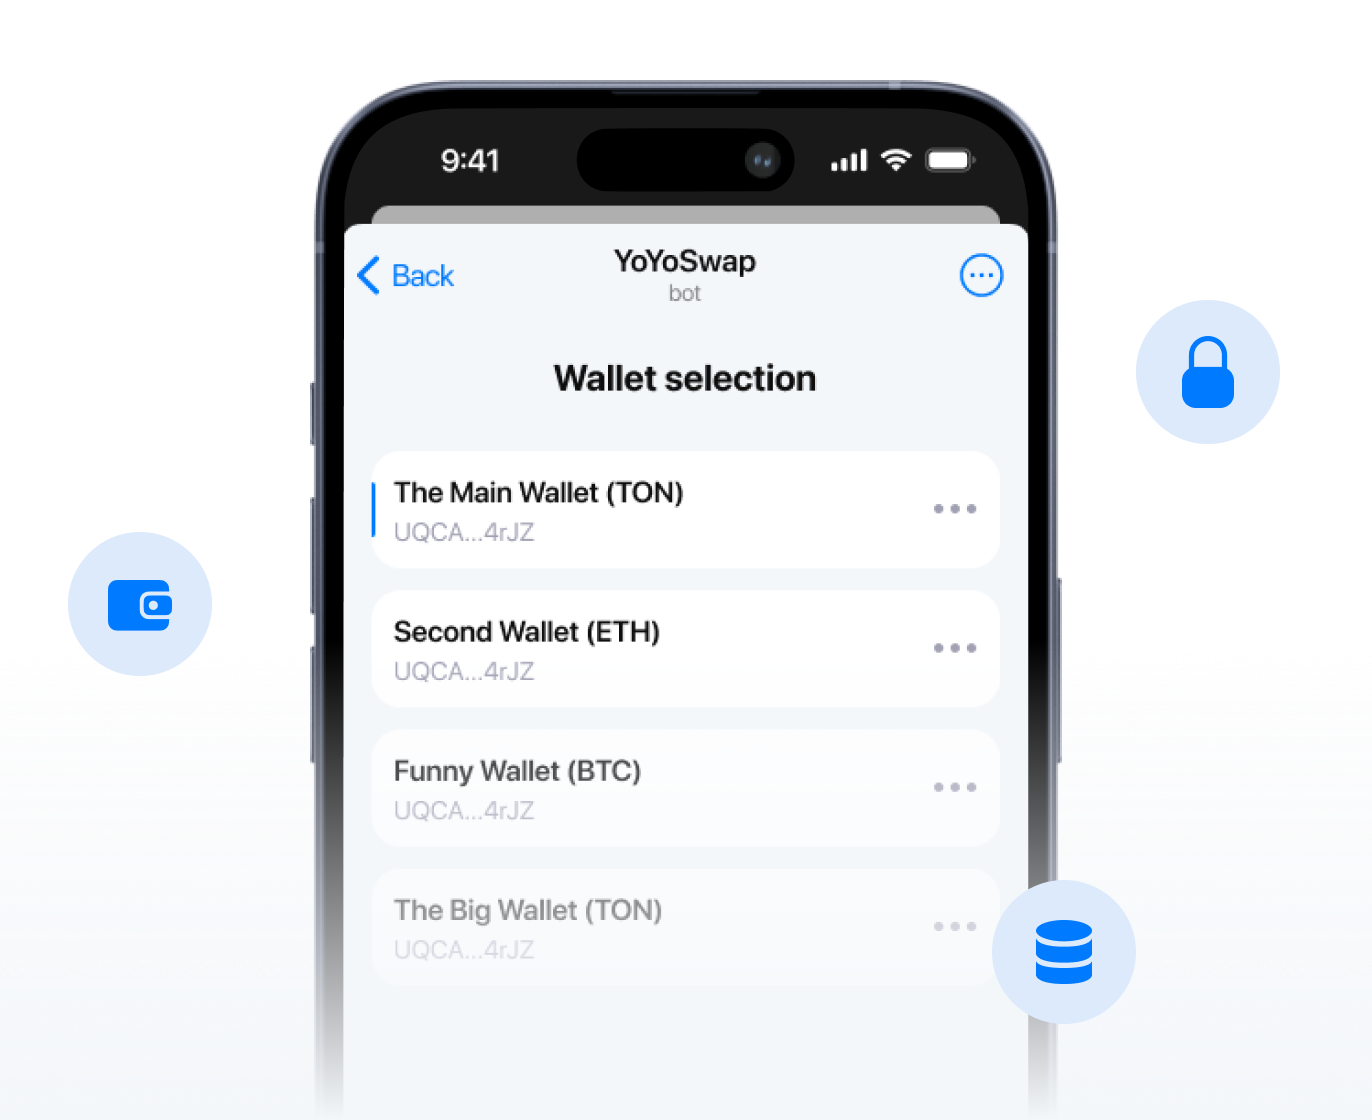 9:41
Back
YoYoSwap
bot
Wallet selection
The Main Wallet (TON)
UQCA...4rJZ
Second Wallet (ETH)
UQCA...4rJZ
Funny Wallet (BTC)
UQCA...4rJZ
The Big Wallet (TON)
UQCA...4rJZ